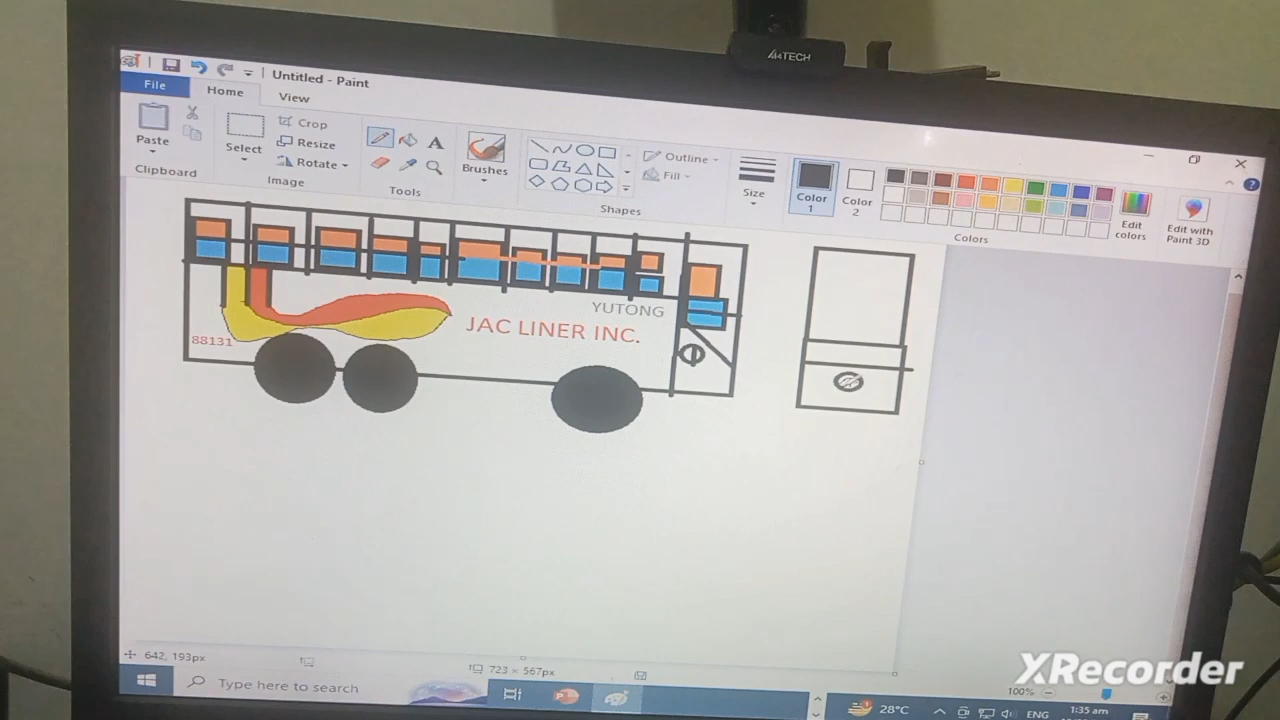 A4TECH
Untitled - Paint
File
Home
View
Paste
Clipboard
Select
Crop
Resize
Rotate
Image
A
Tools
Brushes
Shapes
Outline
Fill
Size
Color 1
Color 2
Colors
Edit colors
Edit with Paint 3D
YUTONG
JAC LINER INC.
88131
642, 193px
723 × 567px
100%
Type here to search
28°C
ENG
1:35 am
XRecorder